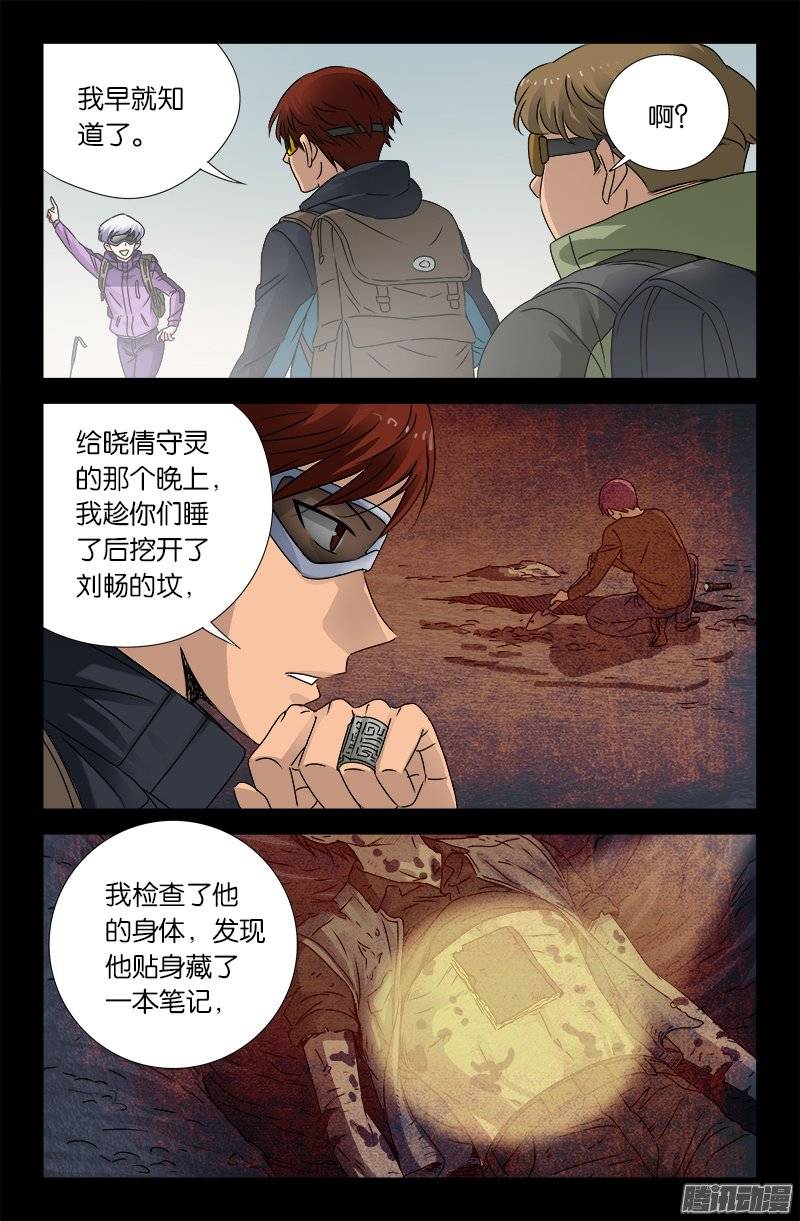 我早就知
道了。
啊？
给晓倩守灵
的那个晚上，
我趁你们睡
了后挖开了
刘畅的坟，
我检查了他
的身体，发现
他贴身藏了
一本笔记，
腾讯动漫